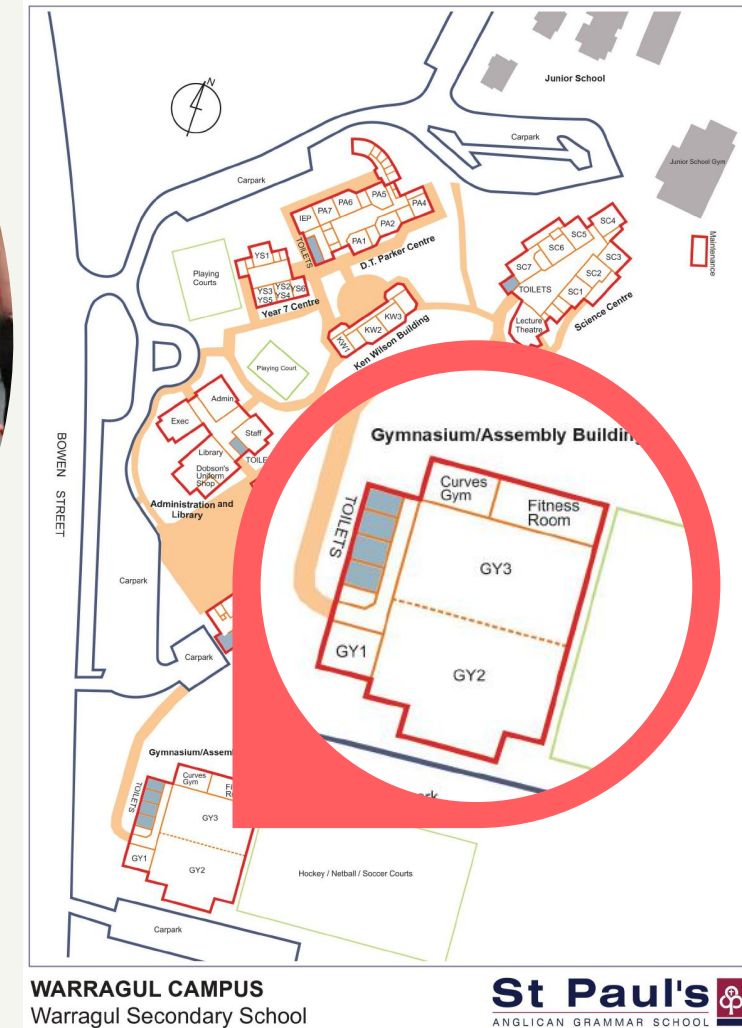 Junior School
Carpark
Junior School Gym
Carpark
N
IEP
PA7
PA6
PA5
PA4
PA1
PA2
TOILETS
D.T. Parker Centre
SC4
SC5
SC6
SC3
SC7
SC2
SC1
TOILETS
Lecture
Theatre
Science Centre
Maintenance
Playing
Courts
YS1
YS3
YS2
YS6
YS5
YS4
Year 7 Centre
KW3
KW2
KW1
Ken Wilson Building
Playing Court
Admin
Exec
Staff
Library
TOILE
Dobson's
Uniform
Shop
Administration and
Library
BOWEN STREET
Carpark
Carpark
Gymnasium/Assembly Building
TOILETS
Curves
Gym
Fitness
Room
GY3
GY1
GY2
Gymnasium/Assem
TOILETS
Curves
Gym
GY3
GY1
GY2
Hockey / Netball / Soccer Courts
Carpark
WARRAGUL CAMPUS
Warragul Secondary School
St Paul's
ANGLICAN GRAMMAR SCHOOL